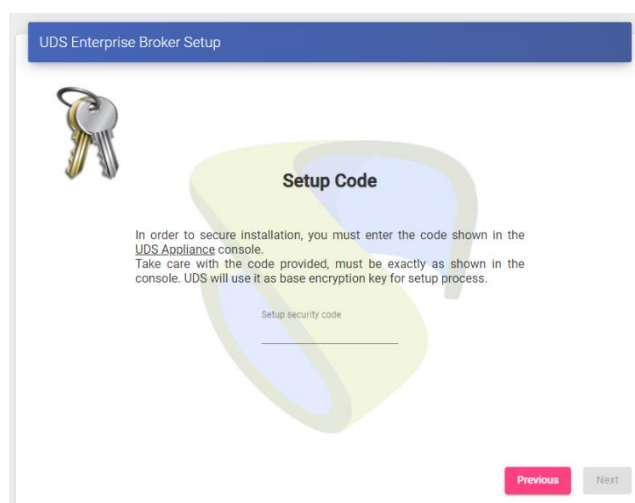 UDS Enterprise Broker Setup
Setup Code
In order to secure installation, you must enter the code shown in the
UDS Appliance console.
Take care with the code provided, must be exactly as shown in the
console. UDS will use it as base encryption key for setup process.
Setup security code
Previous Next